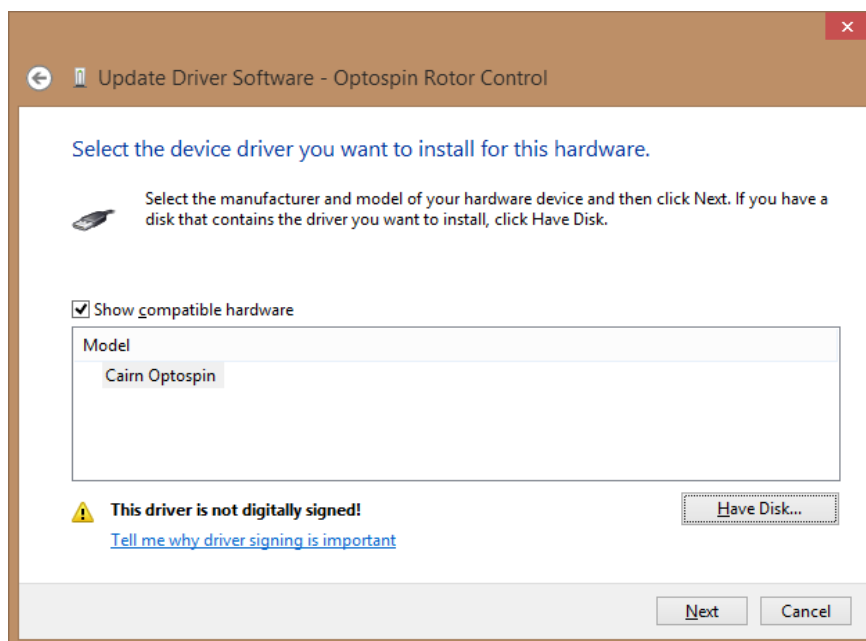 Update Driver Software - Optospin Rotor Control
Select the device driver you want to install for this hardware.
Select the manufacturer and model of your hardware device and then click Next. If you have a
disk that contains the driver you want to install, click Have Disk.
Show compatible hardware
Model
Cairn Optospin
This driver is not digitally signed!
Have Disk...
Tell me why driver signing is important
Next
Cancel